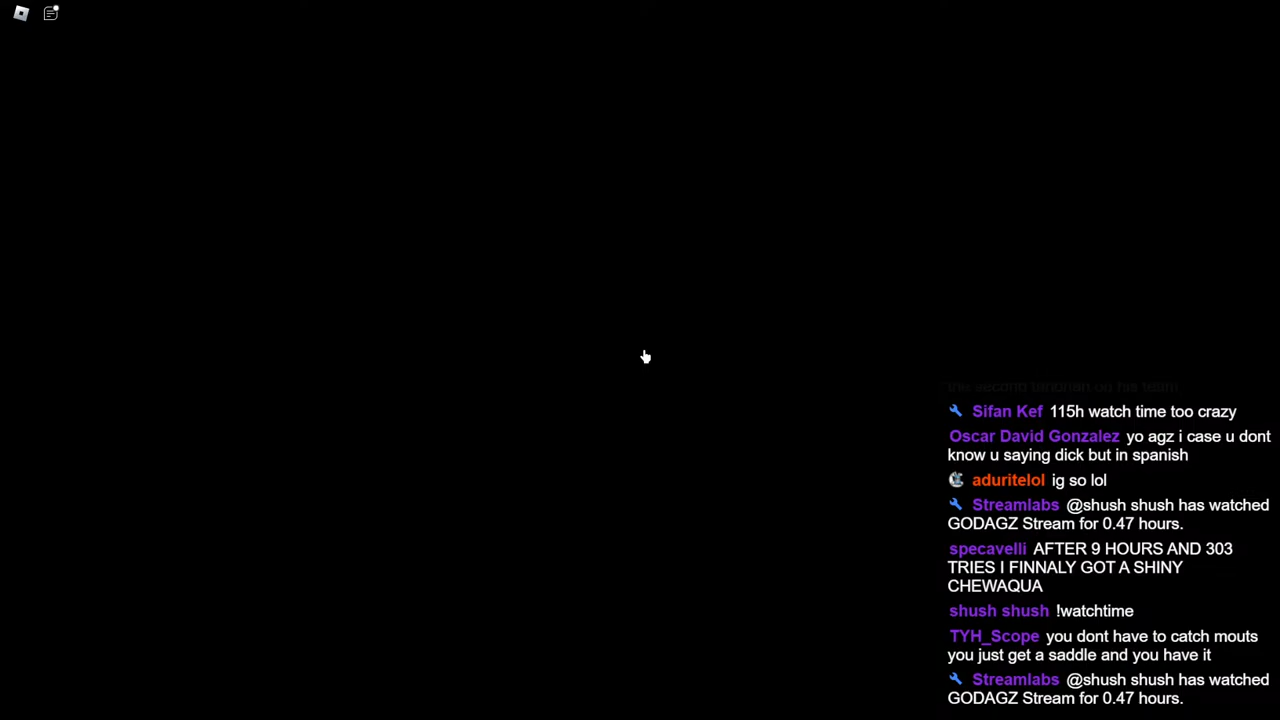 Sifan Kef 115h watch time too crazy
Oscar David Gonzalez yo agz i case u dont
know u saying dick but in spanish
aduritelol ig so lol
Streamlabs @shush shush has watched
GODAGZ Stream for 0.47 hours.
specavelli AFTER 9 HOURS AND 303
TRIES I FINNALY GOT A SHINY
CHEWAQUA
shush shush !watchtime
TYH_Scope you dont have to catch mouts
you just get a saddle and you have it
Streamlabs @shush shush has watched
GODAGZ Stream for 0.47 hours.